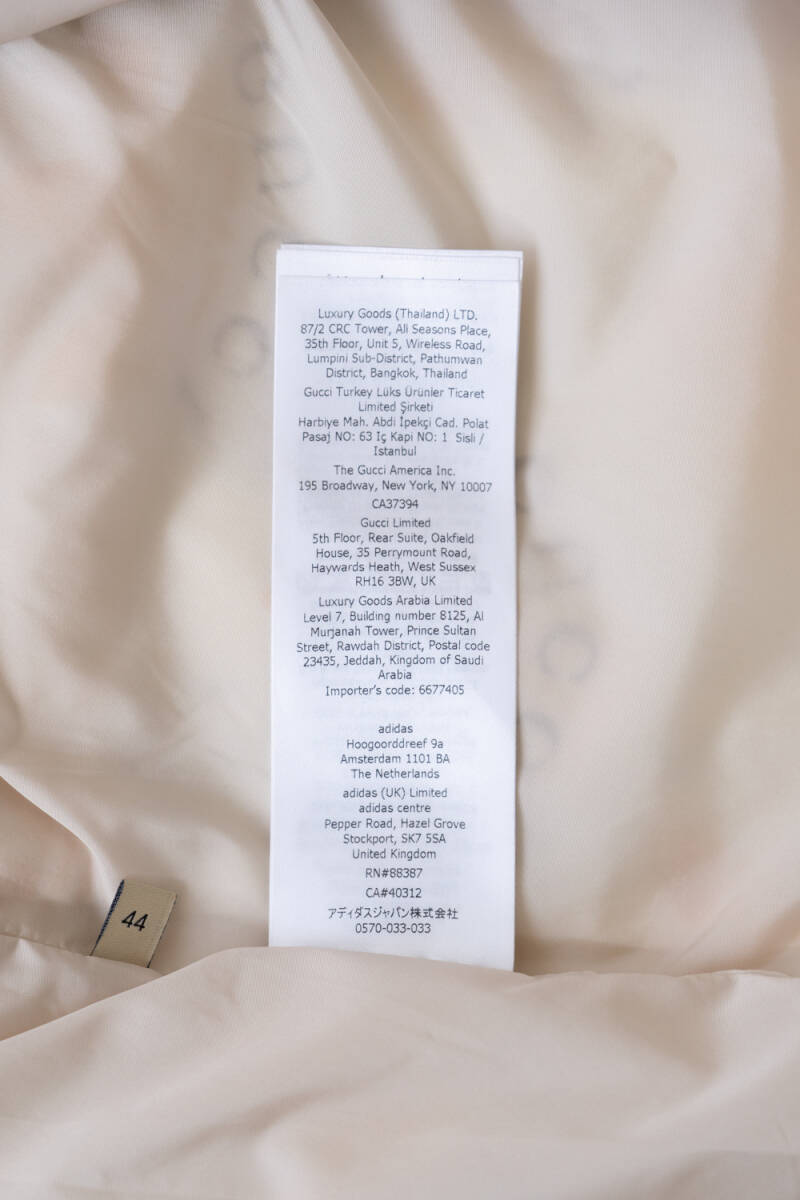 Luxury Goods (Thailand) LTD.
87/2 CRC Tower, All Seasons Place,
35th Floor, Unit 5, Wireless Road,
Lumpini Sub-District, Pathumwan
District, Bangkok, Thailand
Gucci Turkey Lüks Ürünler Ticaret
Limited Şirketi
Harbiye Mah. Abdi İpekçi Cad. Polat
Pasaj NO: 63 İç Kapi NO: 1 Sisli /
Istanbul
The Gucci America Inc.
195 Broadway, New York, NY 10007
CA37394
Gucci Limited
5th Floor, Rear Suite, Oakfield
House, 35 Perrymount Road,
Haywards Heath, West Sussex
RH16 3BW, UK
Luxury Goods Arabia Limited
Level 7, Building number 8125, Al
Murjanah Tower, Prince Sultan
Street, Rawdah District, Postal code
23435, Jeddah, Kingdom of Saudi
Arabia
Importer's code: 6677405
adidas
Hoogoorddreef 9a
Amsterdam 1101 BA
The Netherlands
adidas (UK) Limited
adidas centre
Pepper Road, Hazel Grove
Stockport, SK7 5SA
United Kingdom
RN#88387
CA#40312
アディダスジャパン株式会社
0570-033-033
44